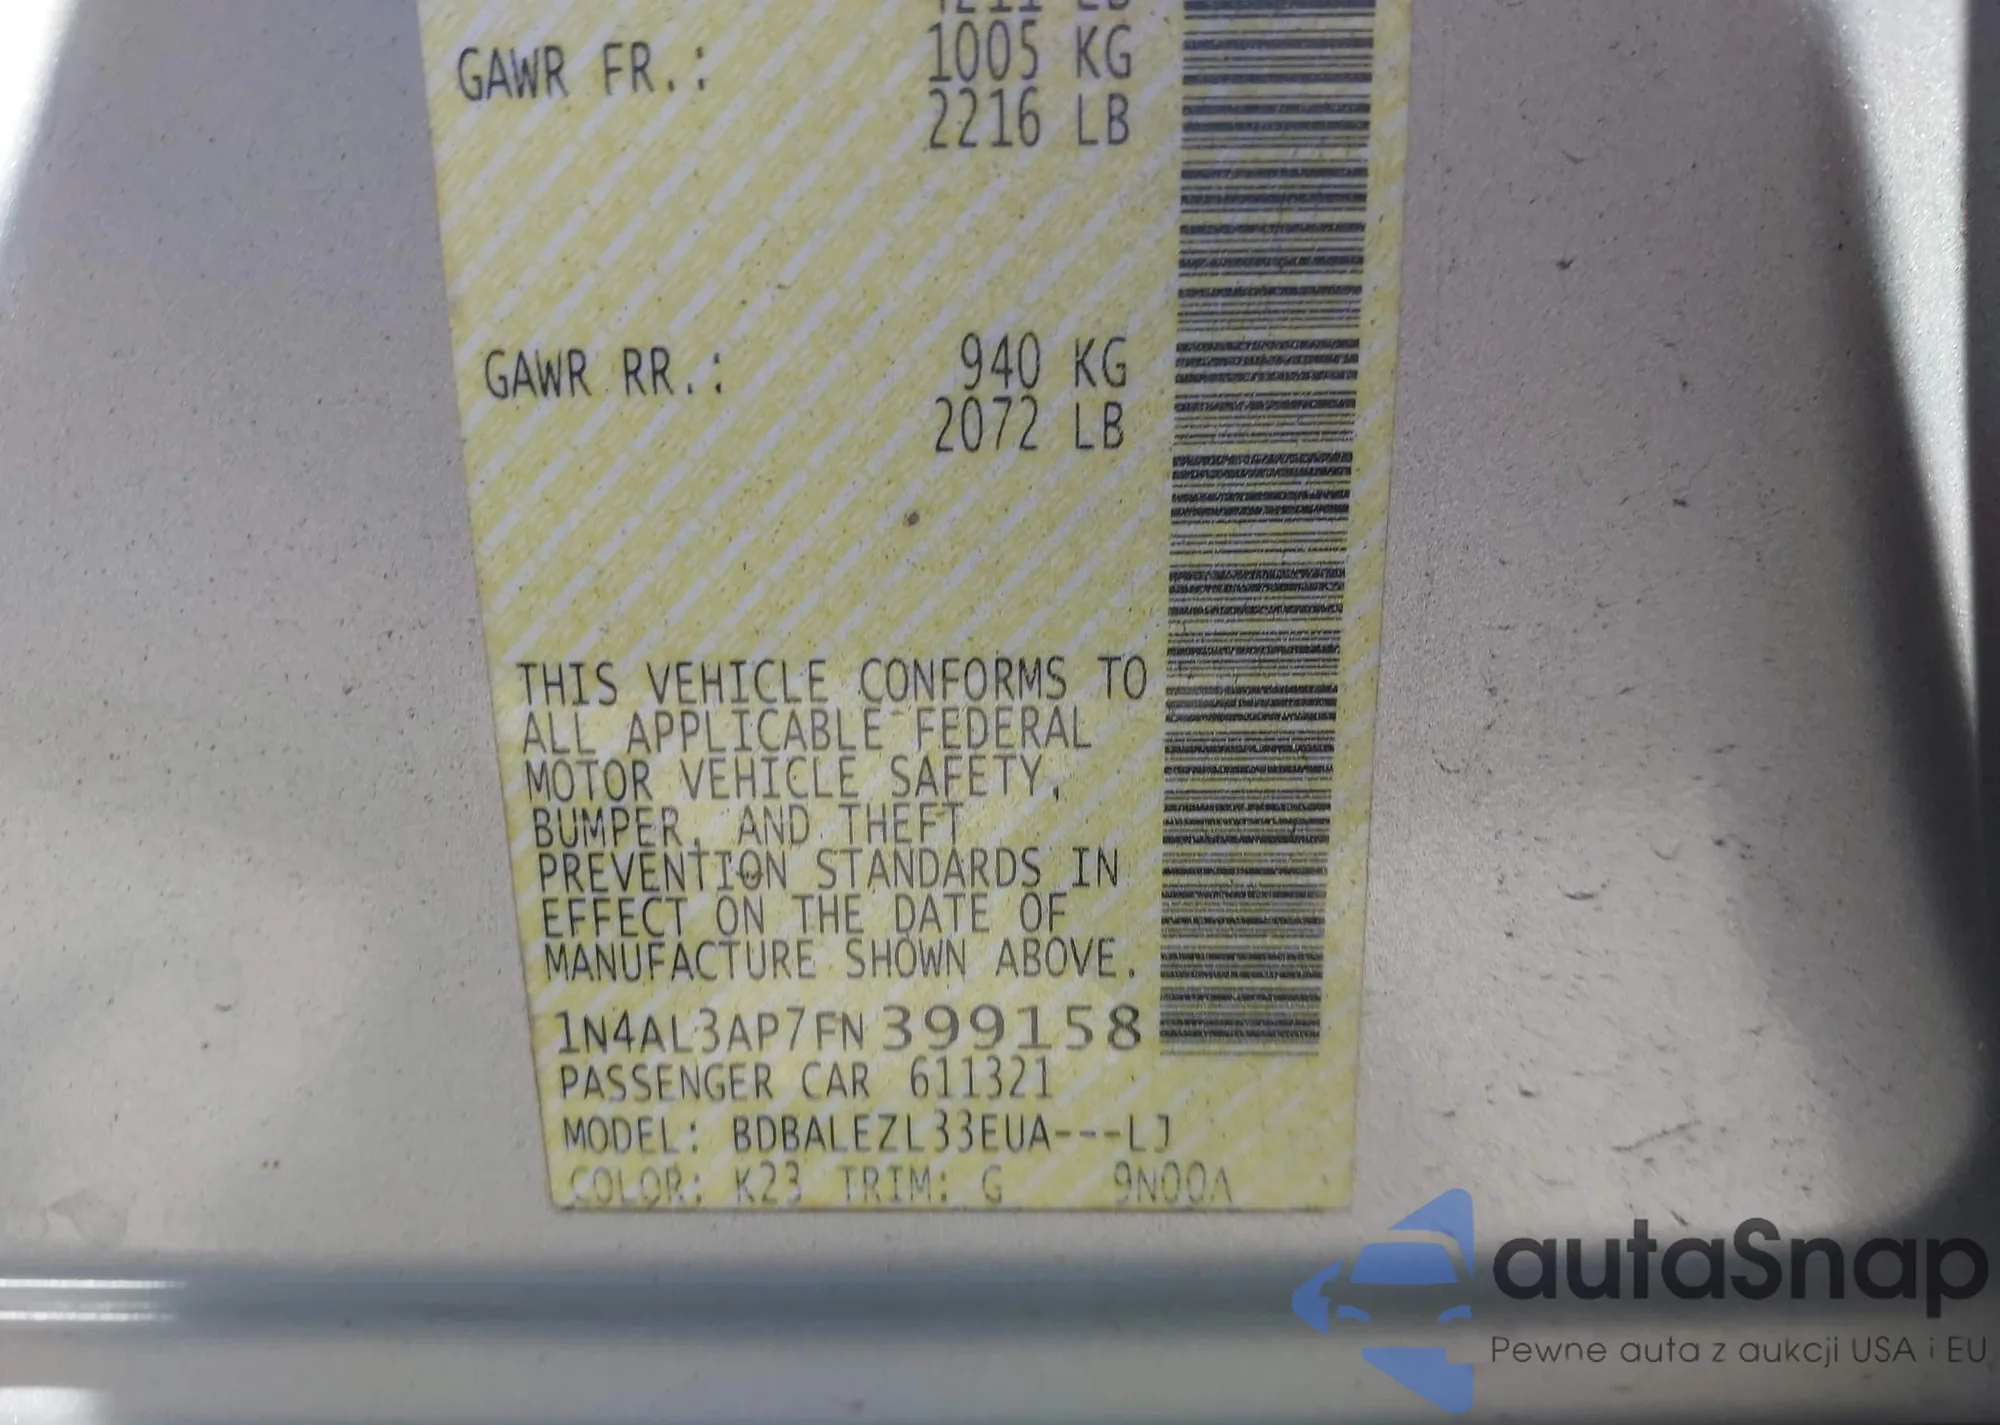 4211 LB
GAWR FR.: 1005 KG
2216 LB
GAWR RR.: 940 KG
2072 LB
THIS VEHICLE CONFORMS TO
ALL APPLICABLE FEDERAL
MOTOR VEHICLE SAFETY,
BUMPER, AND THEFT
PREVENTION STANDARDS IN
EFFECT ON THE DATE OF
MANUFACTURE SHOWN ABOVE.
1N4AL3AP7FN399158
PASSENGER CAR 611321
MODEL: BDBALEZL33EUA---LJ
COLOR: K23 TRIM: G 9N00A
autaSnap
Pewne auta z aukcji USA i EU